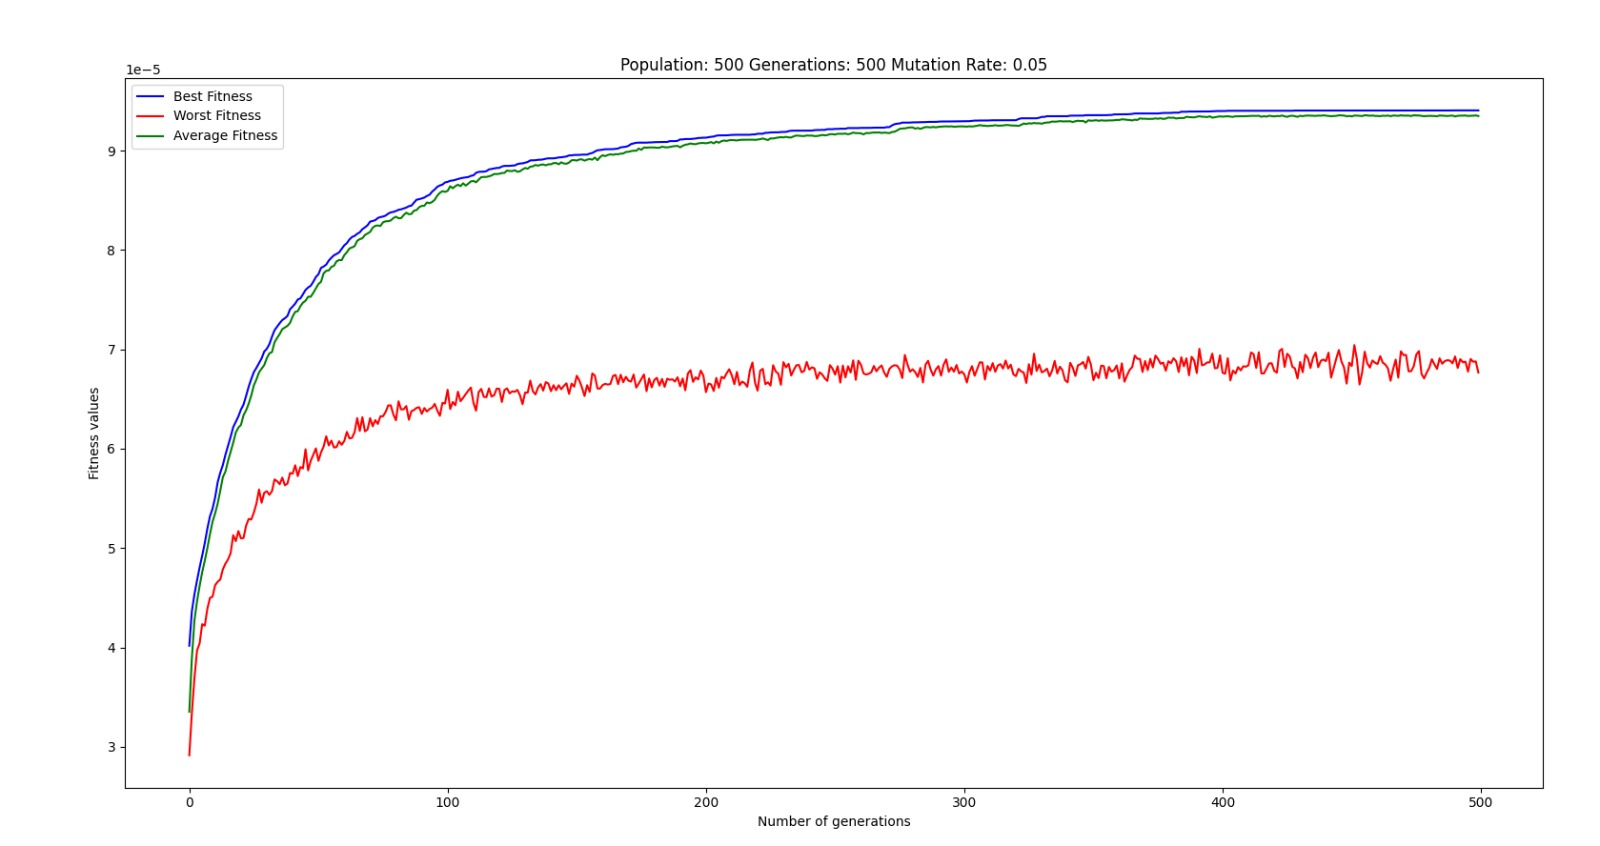 Population: 500 Generations: 500 Mutation Rate: 0.05
1e−5
Best Fitness
Worst Fitness
Average Fitness
9
8
7
6
5
4
3
Fitness values
0 100 200 300 400 500
Number of generations